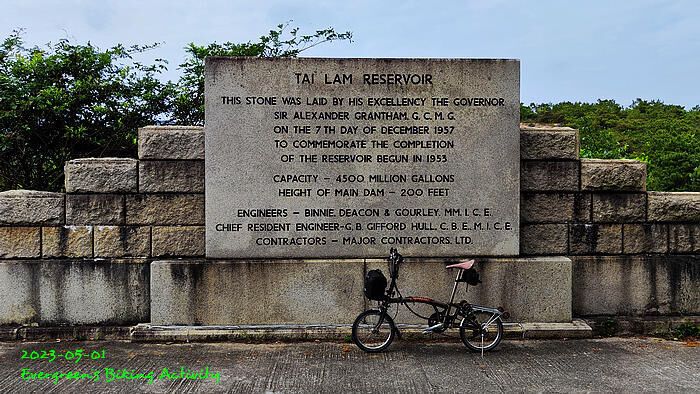 TAI LAM RESERVOIR
THIS STONE WAS LAID BY HIS EXCELLENCY THE GOVERNOR
SIR ALEXANDER GRANTHAM, G. C. M. G.
ON THE 7TH DAY OF DECEMBER 1957
TO COMMEMORATE THE COMPLETION
OF THE RESERVOIR BEGUN IN 1953
CAPACITY - 4500 MILLION GALLONS
HEIGHT OF MAIN DAM - 200 FEET
ENGINEERS - BINNIE, DEACON & GOURLEY, MM. I. C. E.
CHIEF RESIDENT ENGINEER-G. B. GIFFORD HULL, C. B. E., M. I. C. E.
CONTRACTORS - MAJOR CONTRACTORS, LTD.
2023-05-01
Evergreen's Biking Activity